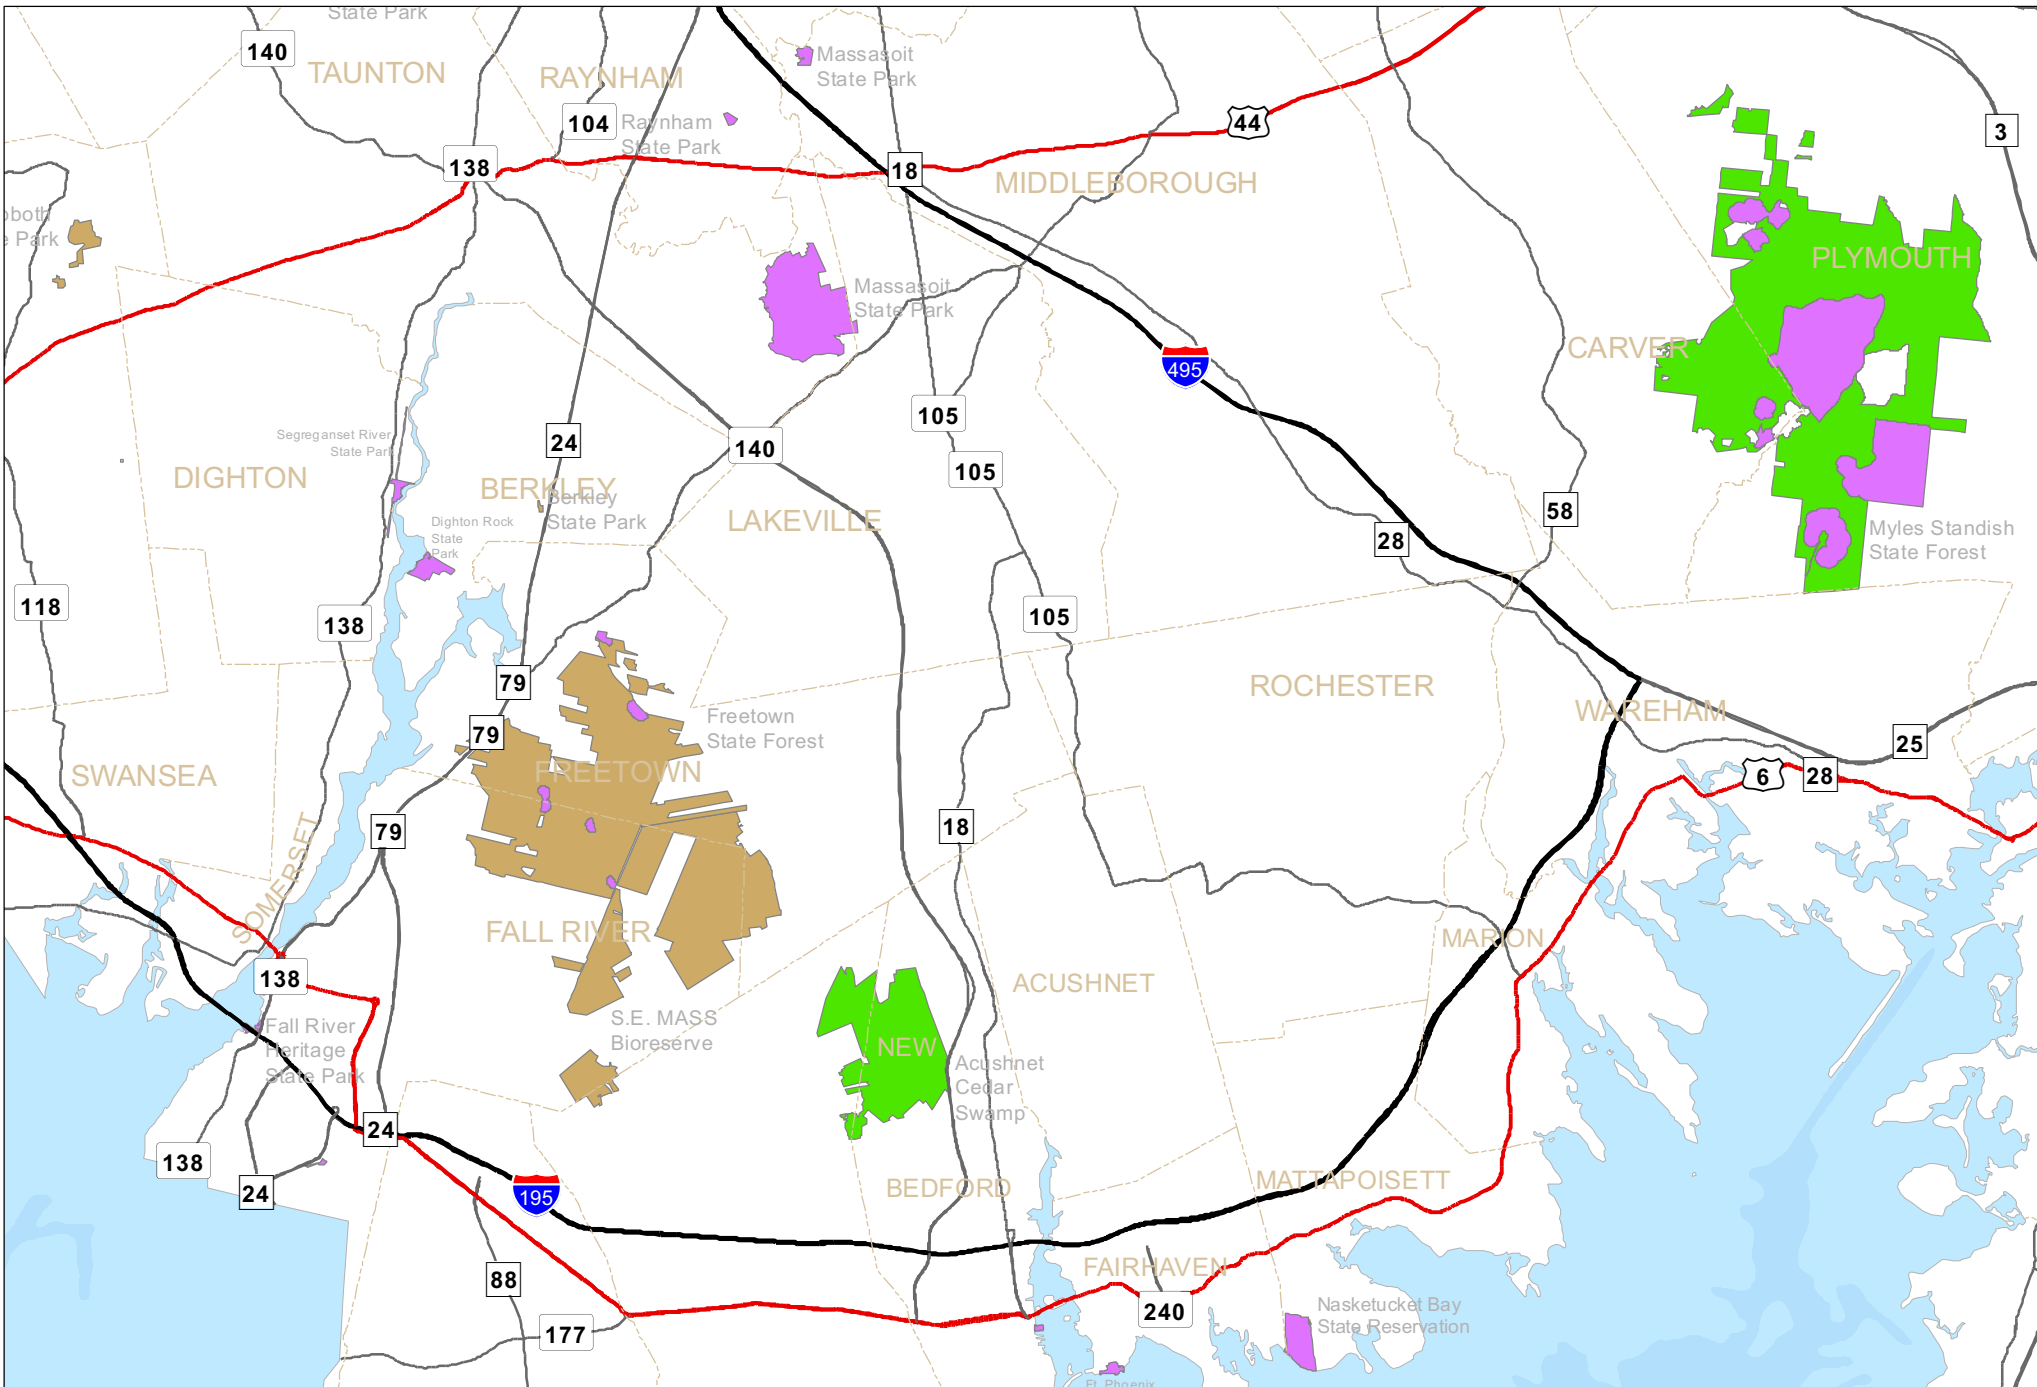 State Park
140
TAUNTON
RAYNHAM
Massasoit
State Park
104
Raynham
State Park
44
3
138
18
MIDDLEBOROUGH
Park
PLYMOUTH
Massasoit
State Park
CARVER
495
105
Segreganset River
State Park
24
140
105
DIGHTON
BERKLEY
Berkley
State Park
LAKEVILLE
58
Dighton Rock
State
Park
28
Myles Standish
State Forest
118
138
105
79
ROCHESTER
WAREHAM
Freetown
State Forest
79
25
SWANSEA
FREETOWN
6
28
79
18
SOMERSET
FALL RIVER
MARION
138
ACUSHNET
S.E. MASS
Bioreserve
Fall River
Heritage
State Park
NEW
Acushnet
Cedar
Swamp
24
138
24
195
BEDFORD
MATTAPOISETT
88
FAIRHAVEN
240
177
Nasketucket Bay
State Reservation
Ft. Phoenix